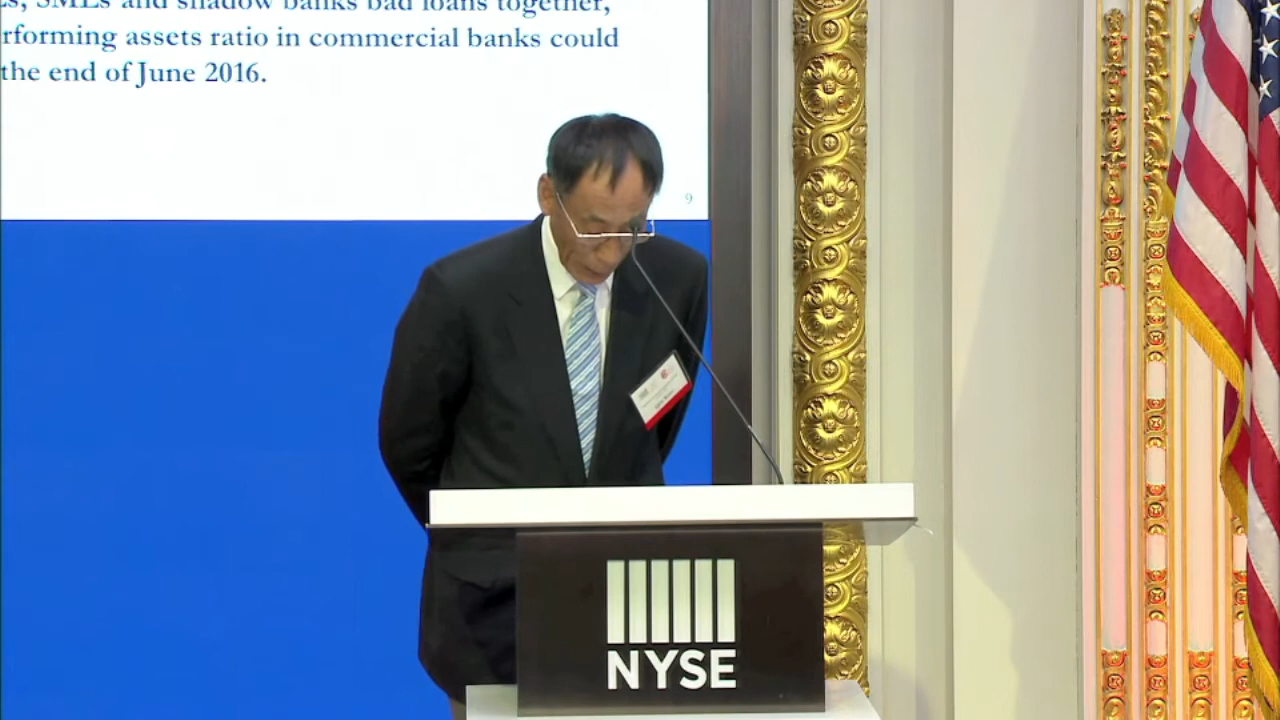 SMEs and shadow banks bad loans together,
rforming assets ratio in commercial banks could
the end of June 2016.
9
NYSE